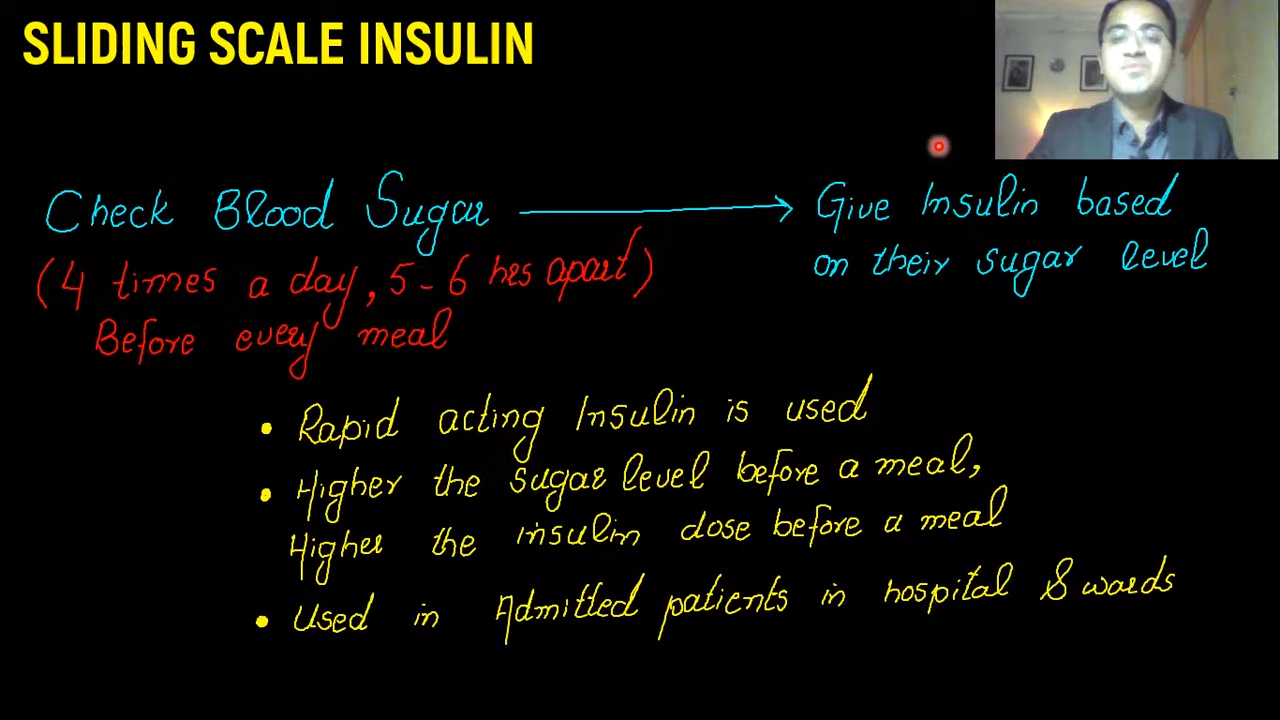 SLIDING SCALE INSULIN
Check Blood Sugar
Give Insulin based
on their sugar level
(4 times a day, 5-6 hrs apart)
Before every meal
• Rapid acting Insulin is used
• Higher the sugar level before a meal,
Higher the insulin dose before a meal
• Used in Admitted patients in hospital & wards